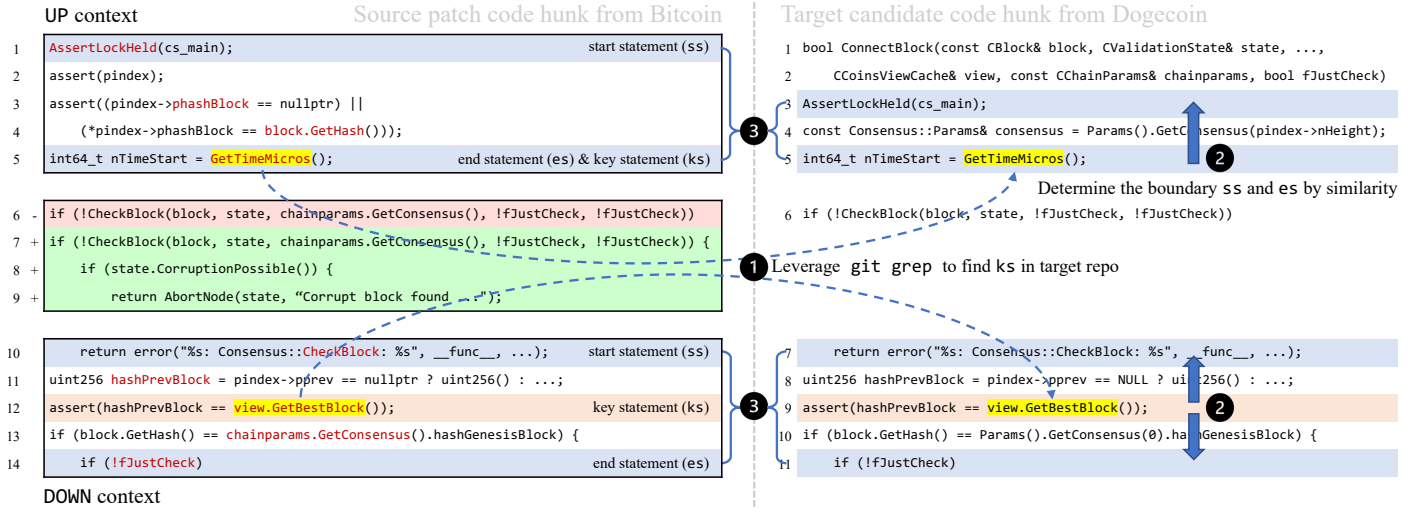 UP context
Source patch code hunk from Bitcoin
1 AssertLockHeld(cs_main); start statement (ss)
2 assert(pindex);
3 assert((pindex->phashBlock == nullptr) ||
4 (*pindex->phashBlock == block.GetHash()));
5 int64_t nTimeStart = GetTimeMicros(); end statement (es) & key statement (ks)
6 - if (!CheckBlock(block, state, chainparams.GetConsensus(), !fJustCheck, !fJustCheck))
7 + if (!CheckBlock(block, state, chainparams.GetConsensus(), !fJustCheck, !fJustCheck)) {
8 + if (state.CorruptionPossible()) {
9 + return AbortNode(state, “Corrupt block found ...");
10 return error("%s: Consensus::CheckBlock: %s", __func__, ...); start statement (ss)
11 uint256 hashPrevBlock = pindex->pprev == nullptr ? uint256() : ...;
12 assert(hashPrevBlock == view.GetBestBlock()); key statement (ks)
13 if (block.GetHash() == chainparams.GetConsensus().hashGenesisBlock) {
14 if (!fJustCheck) end statement (es)
DOWN context
Target candidate code hunk from Dogecoin
1 bool ConnectBlock(const CBlock& block, CValidationState& state, ...,
2 CCoinsViewCache& view, const CChainParams& chainparams, bool fJustCheck)
3 AssertLockHeld(cs_main);
3
4 const Consensus::Params& consensus = Params().GetConsensus(pindex->nHeight);
5 int64_t nTimeStart = GetTimeMicros();
2
Determine the boundary ss and es by similarity
6 if (!CheckBlock(block, state, !fJustCheck, !fJustCheck))
1 Leverage git grep to find ks in target repo
7 return error("%s: Consensus::CheckBlock: %s", __func__, ...);
8 uint256 hashPrevBlock = pindex->pprev == NULL ? uint256() : ...;
3
9 assert(hashPrevBlock == view.GetBestBlock());
2
10 if (block.GetHash() == Params().GetConsensus(0).hashGenesisBlock) {
11 if (!fJustCheck)